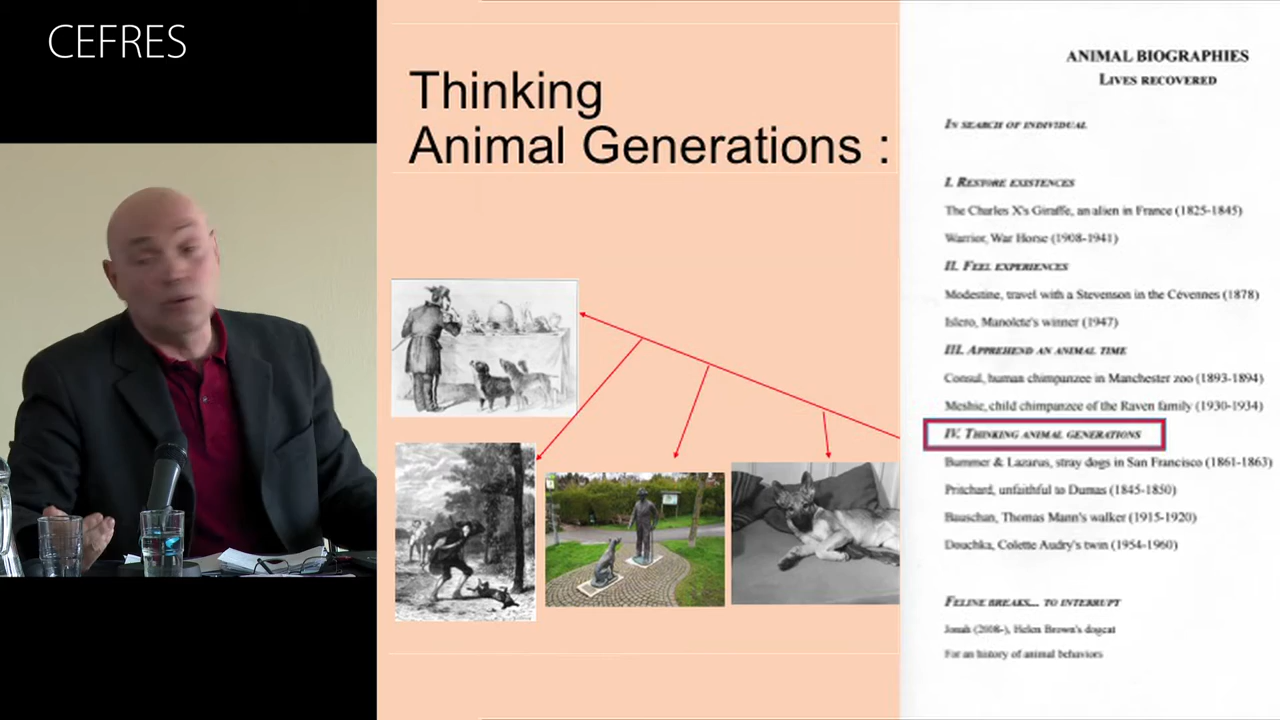 CEFRES
Thinking
Animal Generations :
ANIMAL BIOGRAPHIES
LIVES RECOVERED
IN SEARCH OF INDIVIDUAL
I. RESTORE EXISTENCES
The Charles X's Giraffe, an alien in France (1825-1845)
Warrior, War Horse (1908-1941)
II. FEEL EXPERIENCES
Modestine, travel with a Stevenson in the Cévennes (1878)
Islero, Manolete's winner (1947)
III. APPREHEND AN ANIMAL TIME
Consul, human chimpanzee in Manchester zoo (1893-1894)
Meshie, child chimpanzee of the Raven family (1930-1934)
IV. THINKING ANIMAL GENERATIONS
Bummer & Lazarus, stray dogs in San Francisco (1861-1863)
Pritchard, unfaithful to Dumas (1845-1850)
Bauschan, Thomas Mann's walker (1915-1920)
Douchka, Colette Audry's twin (1954-1960)
FELINE BREAKS... TO INTERRUPT
Jonah (2008-), Helen Brown's dogcat
For an history of animal behaviors